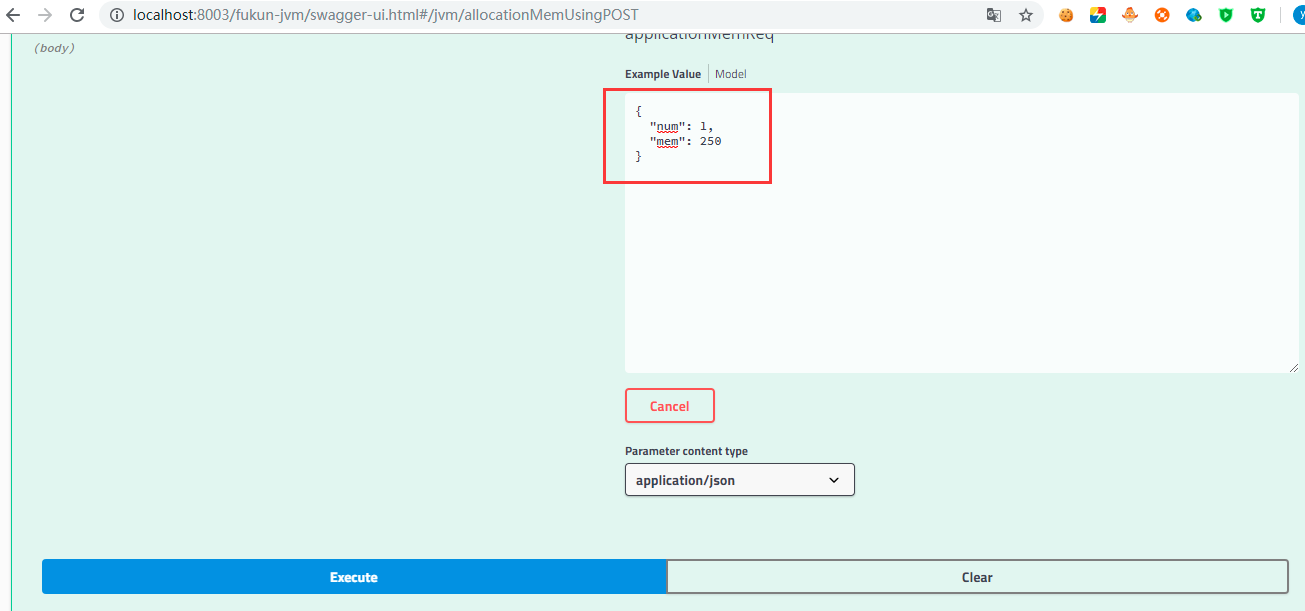 localhost:8003/fukun-jvm/swagger-ui.html#/jvm/allocationMemUsingPOST
(body)
applicationMemReq
Example Value Model
{
"num": 1,
"mem": 250
}
Cancel
Parameter content type
application/json
Execute Clear